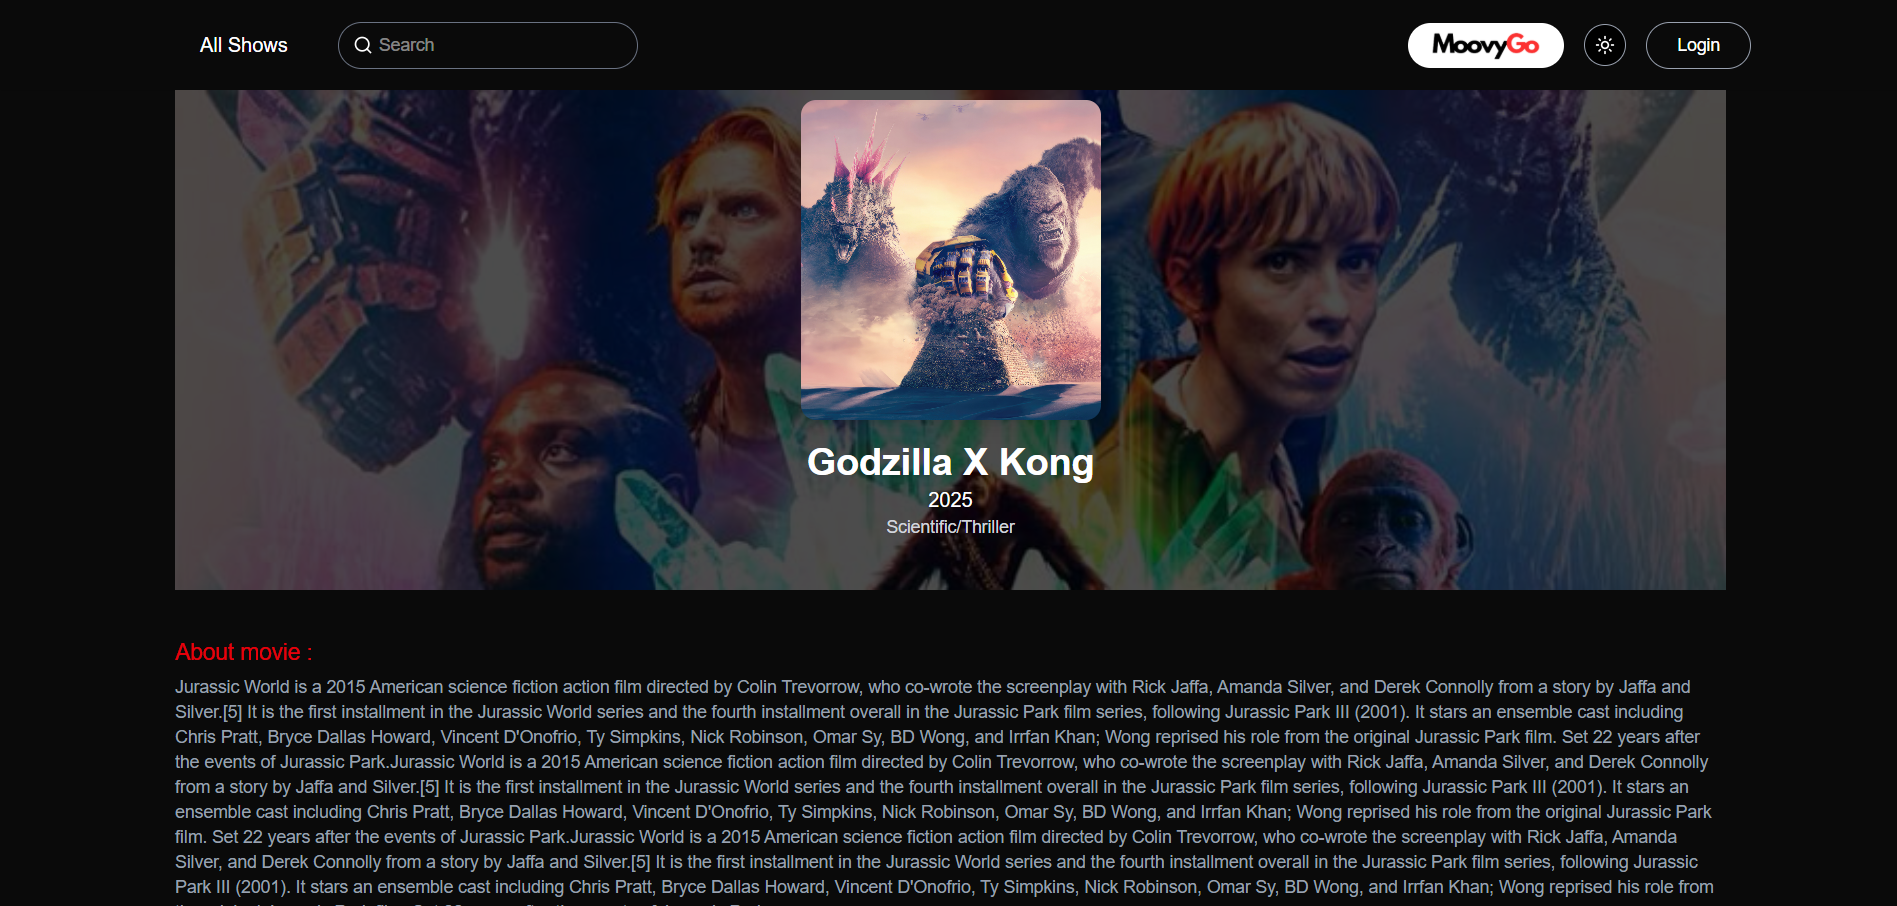 All Shows
Search
MoovyGo
Login
Godzilla X Kong
2025
Scientific/Thriller
About movie :
Jurassic World is a 2015 American science fiction action film directed by Colin Trevorrow, who co-wrote the screenplay with Rick Jaffa, Amanda Silver, and Derek Connolly from a story by Jaffa and
Silver.[5] It is the first installment in the Jurassic World series and the fourth installment overall in the Jurassic Park film series, following Jurassic Park III (2001). It stars an ensemble cast including
Chris Pratt, Bryce Dallas Howard, Vincent D'Onofrio, Ty Simpkins, Nick Robinson, Omar Sy, BD Wong, and Irrfan Khan; Wong reprised his role from the original Jurassic Park film. Set 22 years after
the events of Jurassic Park.Jurassic World is a 2015 American science fiction action film directed by Colin Trevorrow, who co-wrote the screenplay with Rick Jaffa, Amanda Silver, and Derek Connolly
from a story by Jaffa and Silver.[5] It is the first installment in the Jurassic World series and the fourth installment overall in the Jurassic Park film series, following Jurassic Park III (2001). It stars an
ensemble cast including Chris Pratt, Bryce Dallas Howard, Vincent D'Onofrio, Ty Simpkins, Nick Robinson, Omar Sy, BD Wong, and Irrfan Khan; Wong reprised his role from the original Jurassic Park
film. Set 22 years after the events of Jurassic Park.Jurassic World is a 2015 American science fiction action film directed by Colin Trevorrow, who co-wrote the screenplay with Rick Jaffa, Amanda
Silver, and Derek Connolly from a story by Jaffa and Silver.[5] It is the first installment in the Jurassic World series and the fourth installment overall in the Jurassic Park film series, following Jurassic
Park III (2001). It stars an ensemble cast including Chris Pratt, Bryce Dallas Howard, Vincent D'Onofrio, Ty Simpkins, Nick Robinson, Omar Sy, BD Wong, and Irrfan Khan; Wong reprised his role from